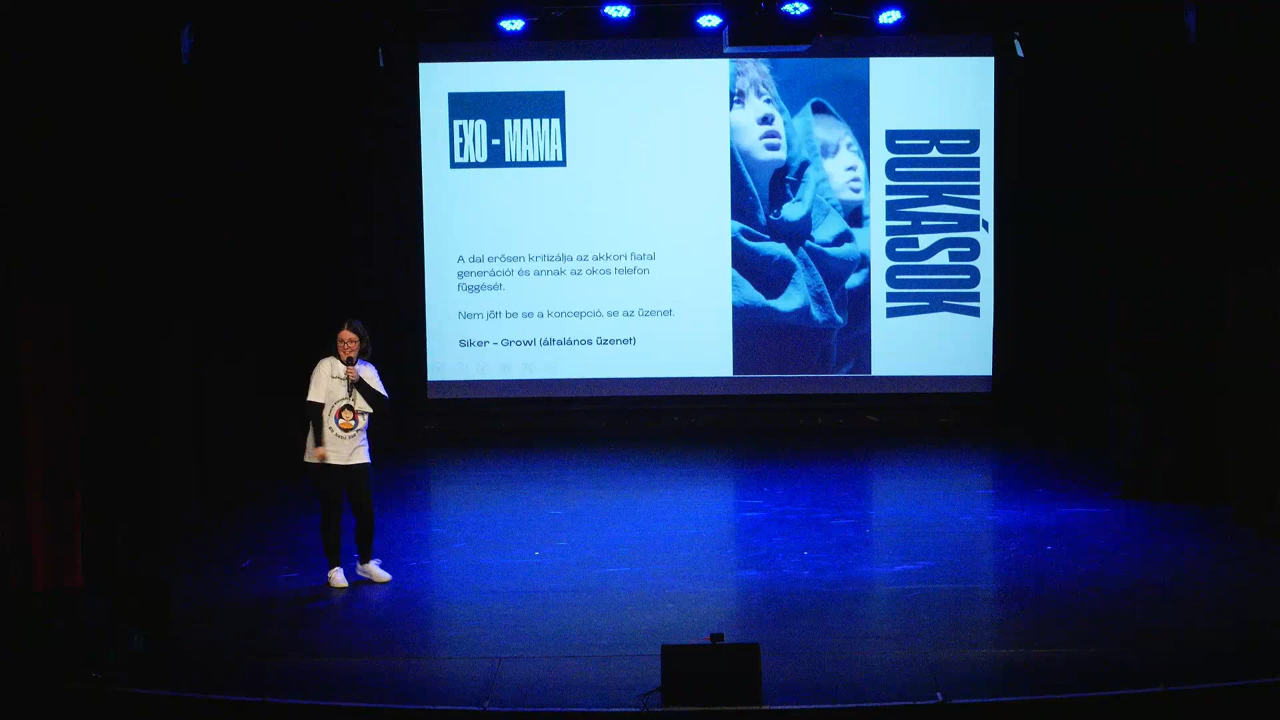 EXO - MAMA
A dal erősen kritizálja az akkori fiatal
generációt és annak az okos telefon
függését.
Nem jött be se a koncepció, se az üzenet.
Siker - Growl (általános üzenet)
BUKÁSOK